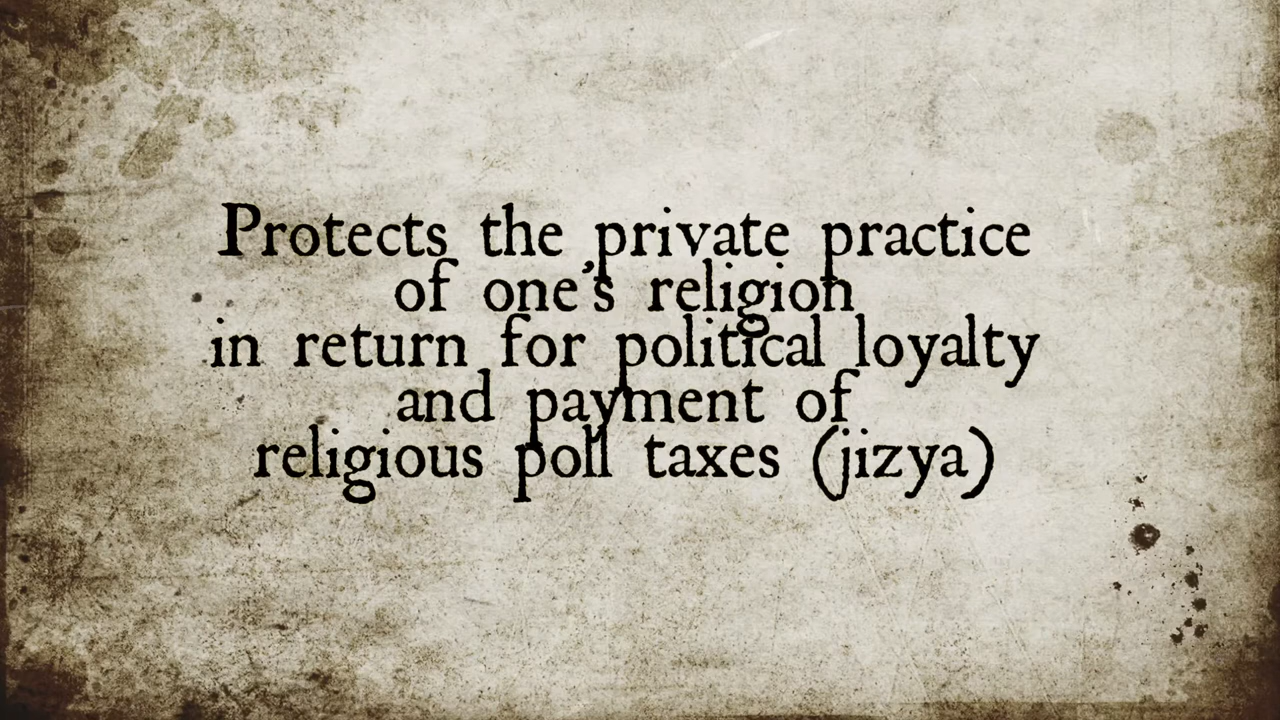 Protects the private practice
of one's religion
in return for political loyalty
and payment of
religious poll taxes (jizya)